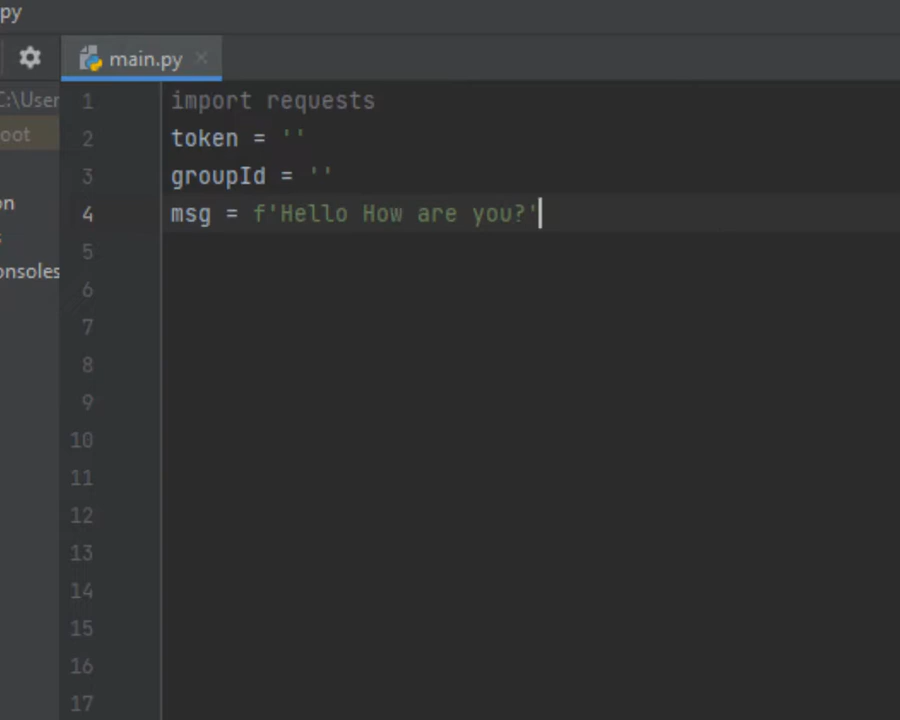 py
main.py
C:\User
oot
on
onsoles
1 import requests
2 token = ''
3 groupId = ''
4 msg = f'Hello How are you?'
5
6
7
8
9
10
11
12
13
14
15
16
17